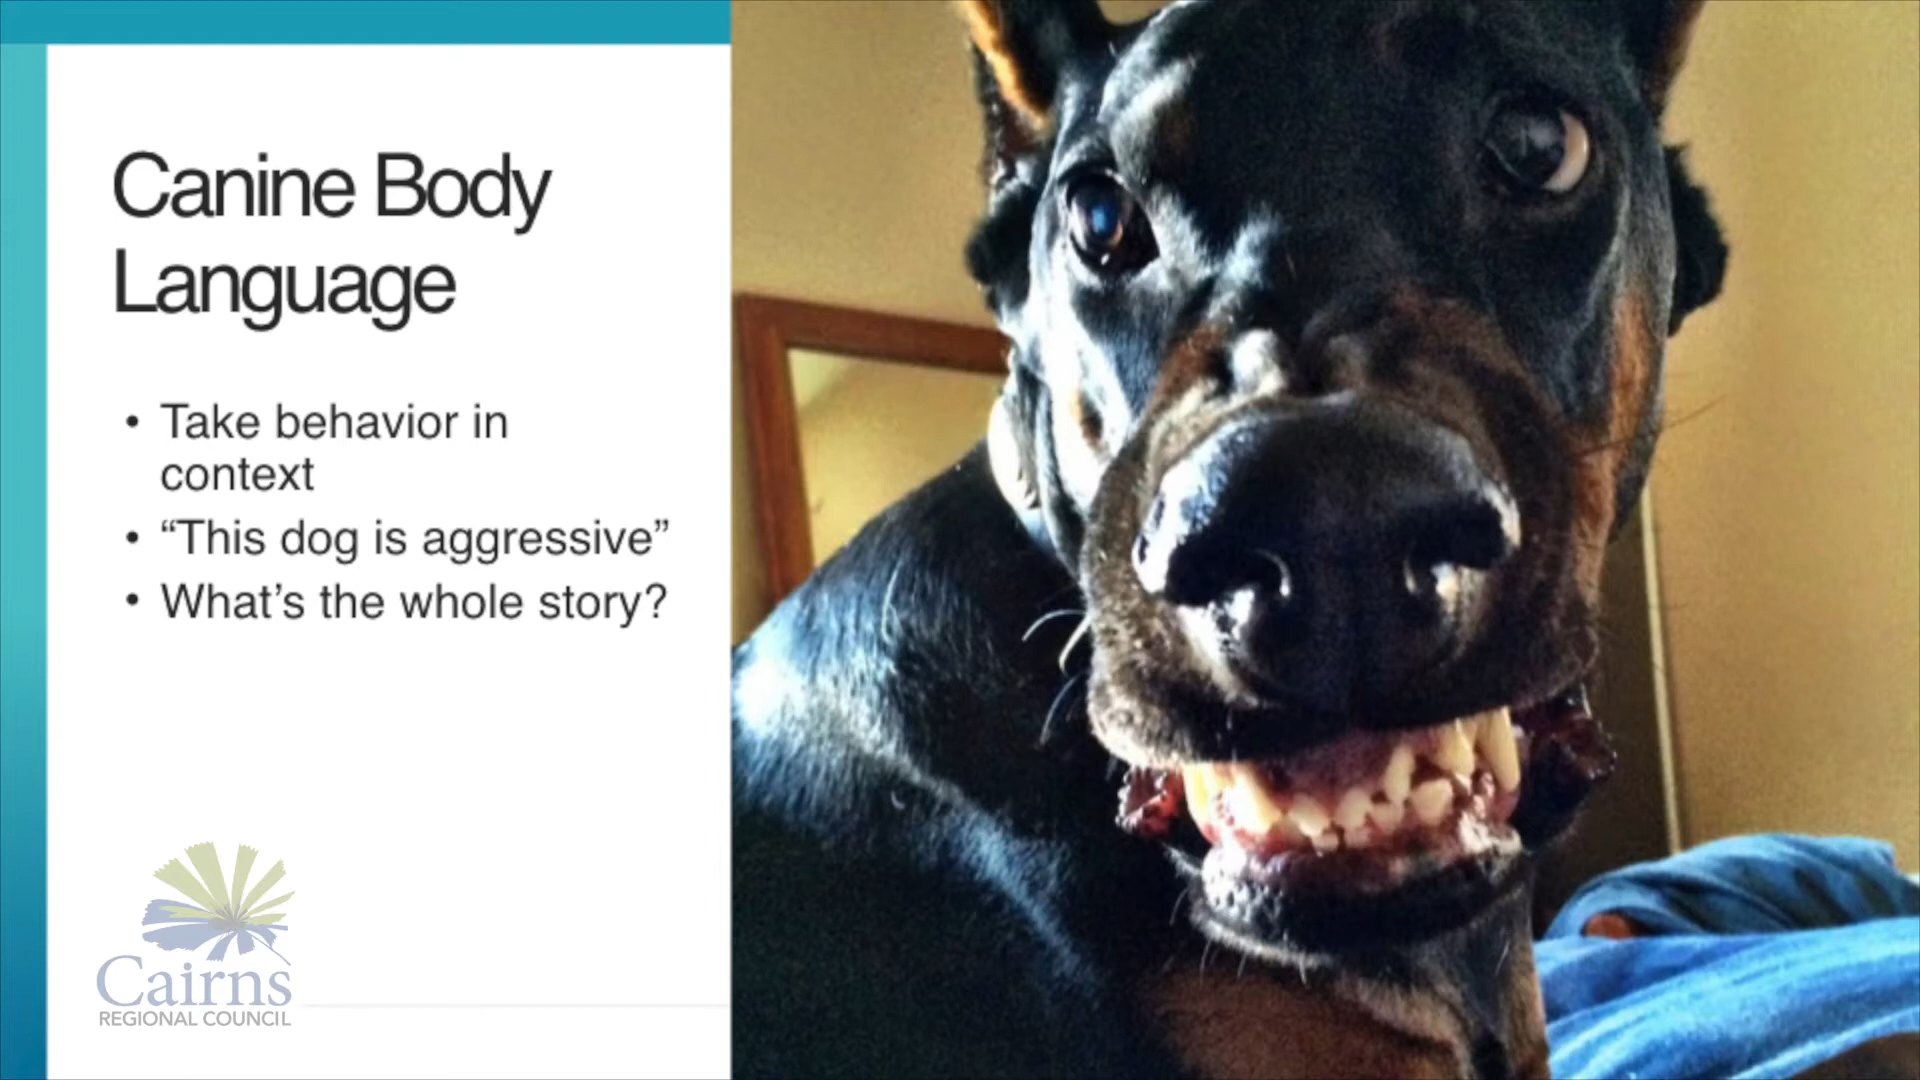 Canine Body
Language
• Take behavior in
context
• “This dog is aggressive”
• What’s the whole story?
Cairns
REGIONAL COUNCIL